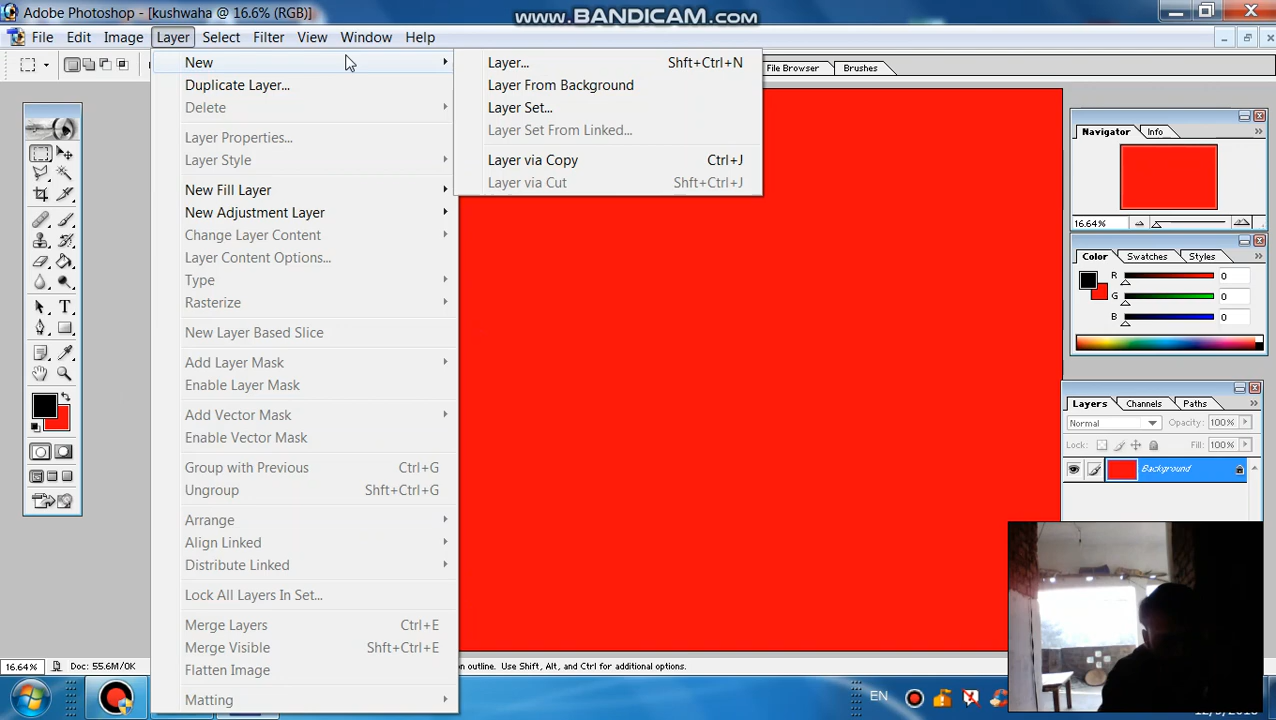 Adobe Photoshop - [kushwaha @ 16.6% (RGB)]
www.BANDICAM.com
File Edit Image Layer Select Filter View Window Help
File Browser Brushes
New
Duplicate Layer...
Delete
Layer Properties...
Layer Style
New Fill Layer
New Adjustment Layer
Change Layer Content
Layer Content Options...
Type
Rasterize
New Layer Based Slice
Add Layer Mask
Enable Layer Mask
Add Vector Mask
Enable Vector Mask
Group with Previous Ctrl+G
Ungroup Shft+Ctrl+G
Arrange
Align Linked
Distribute Linked
Lock All Layers In Set...
Merge Layers Ctrl+E
Merge Visible Shft+Ctrl+E
Flatten Image
Matting
Layer... Shft+Ctrl+N
Layer From Background
Layer Set...
Layer Set From Linked...
Layer via Copy Ctrl+J
Layer via Cut Shft+Ctrl+J
Navigator Info
16.64%
Color Swatches Styles
R 0
G 0
B 0
Layers Channels Paths
Normal Opacity: 100%
Lock: Fill: 100%
Background
T
16.64% Doc: 55.6M/0K
n outline. Use Shift, Alt, and Ctrl for additional options.
EN